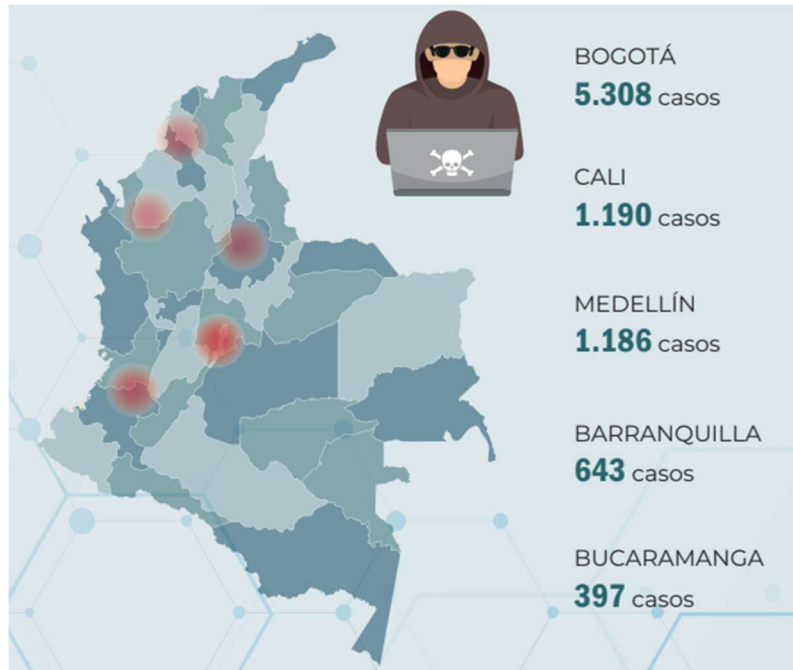 BOGOTÁ
5.308 casos
CALI
1.190 casos
MEDELLÍN
1.186 casos
BARRANQUILLA
643 casos
BUCARAMANGA
397 casos